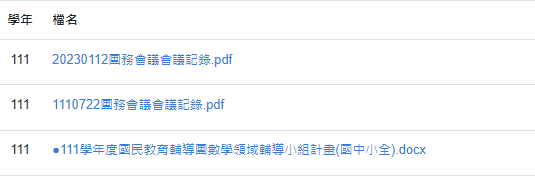 學年 檔名
111 20230112團務會議會議記錄.pdf
111 1110722團務會議會議記錄.pdf
111 ●111學年度國民教育輔導團數學領域輔導小組計畫(國中小全).docx